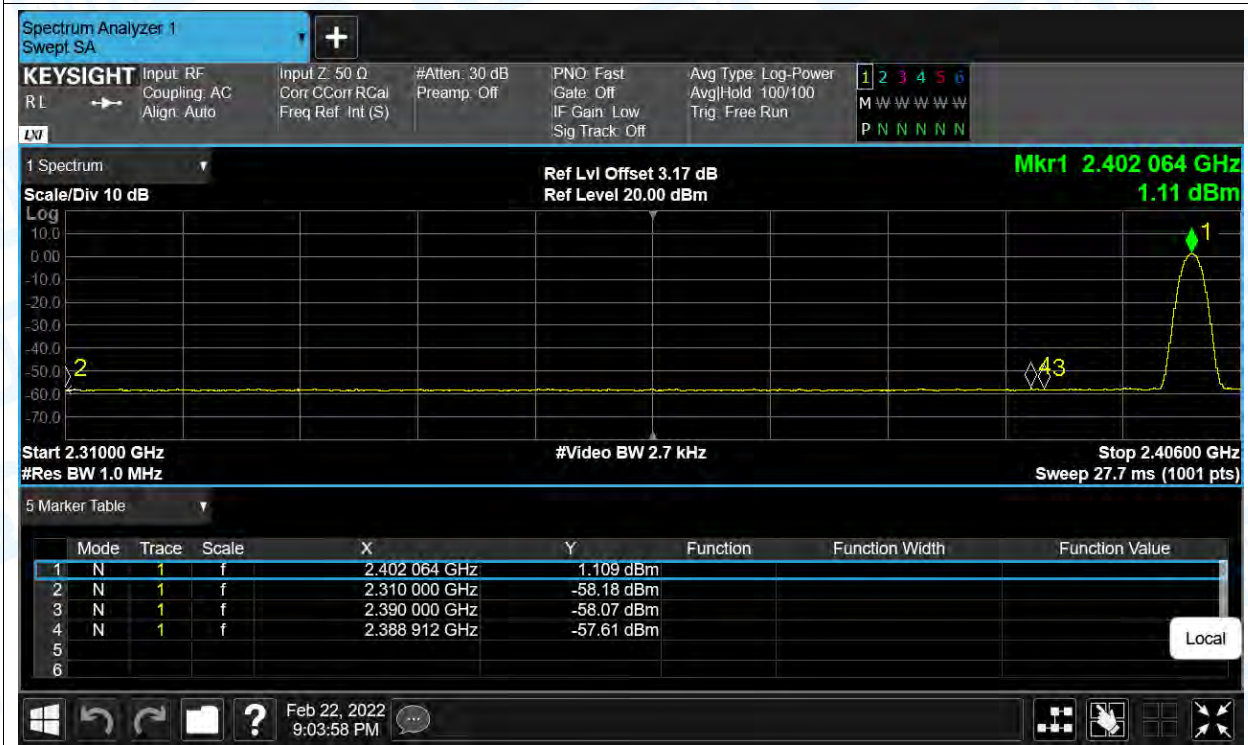 Spectrum Analyzer 1
Swept SA
+
KEYSIGHT
RL
LXI
Input: RF
Coupling: AC
Align: Auto
Input Z: 50 Ω
Corr CCorr RCal
Freq Ref: Int (S)
#Atten: 30 dB
Preamp: Off
PNO: Fast
Gate: Off
IF Gain: Low
Sig Track: Off
Avg Type: Log-Power
Avg|Hold: 100/100
Trig: Free Run
1 2 3 4 5 6
M W W W W W W
P N N N N N N
1 Spectrum
Scale/Div 10 dB
Ref Lvl Offset 3.17 dB
Ref Level 20.00 dBm
Mkr1 2.402 064 GHz
1.11 dBm
Log
10.0
0.00
-10.0
-20.0
-30.0
-40.0
-50.0
-60.0
-70.0
1
2
43
Start 2.31000 GHz
#Res BW 1.0 MHz
#Video BW 2.7 kHz
Stop 2.40600 GHz
Sweep 27.7 ms (1001 pts)
5 Marker Table
Mode Trace Scale X Y Function Function Width Function Value
1 N 1 f 2.402 064 GHz 1.109 dBm
2 N 1 f 2.310 000 GHz -58.18 dBm
3 N 1 f 2.390 000 GHz -58.07 dBm
4 N 1 f 2.388 912 GHz -57.61 dBm
5
6
Local
?
Feb 22, 2022
9:03:58 PM